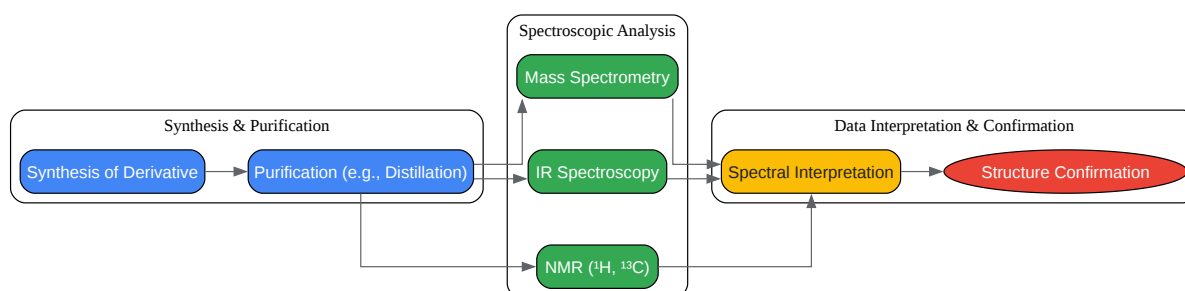 Spectroscopic Analysis
Mass Spectrometry
Synthesis & Purification
Data Interpretation & Confirmation
Synthesis of Derivative
Purification (e.g., Distillation)
IR Spectroscopy
Spectral Interpretation
Structure Confirmation
NMR (¹H, ¹³C)